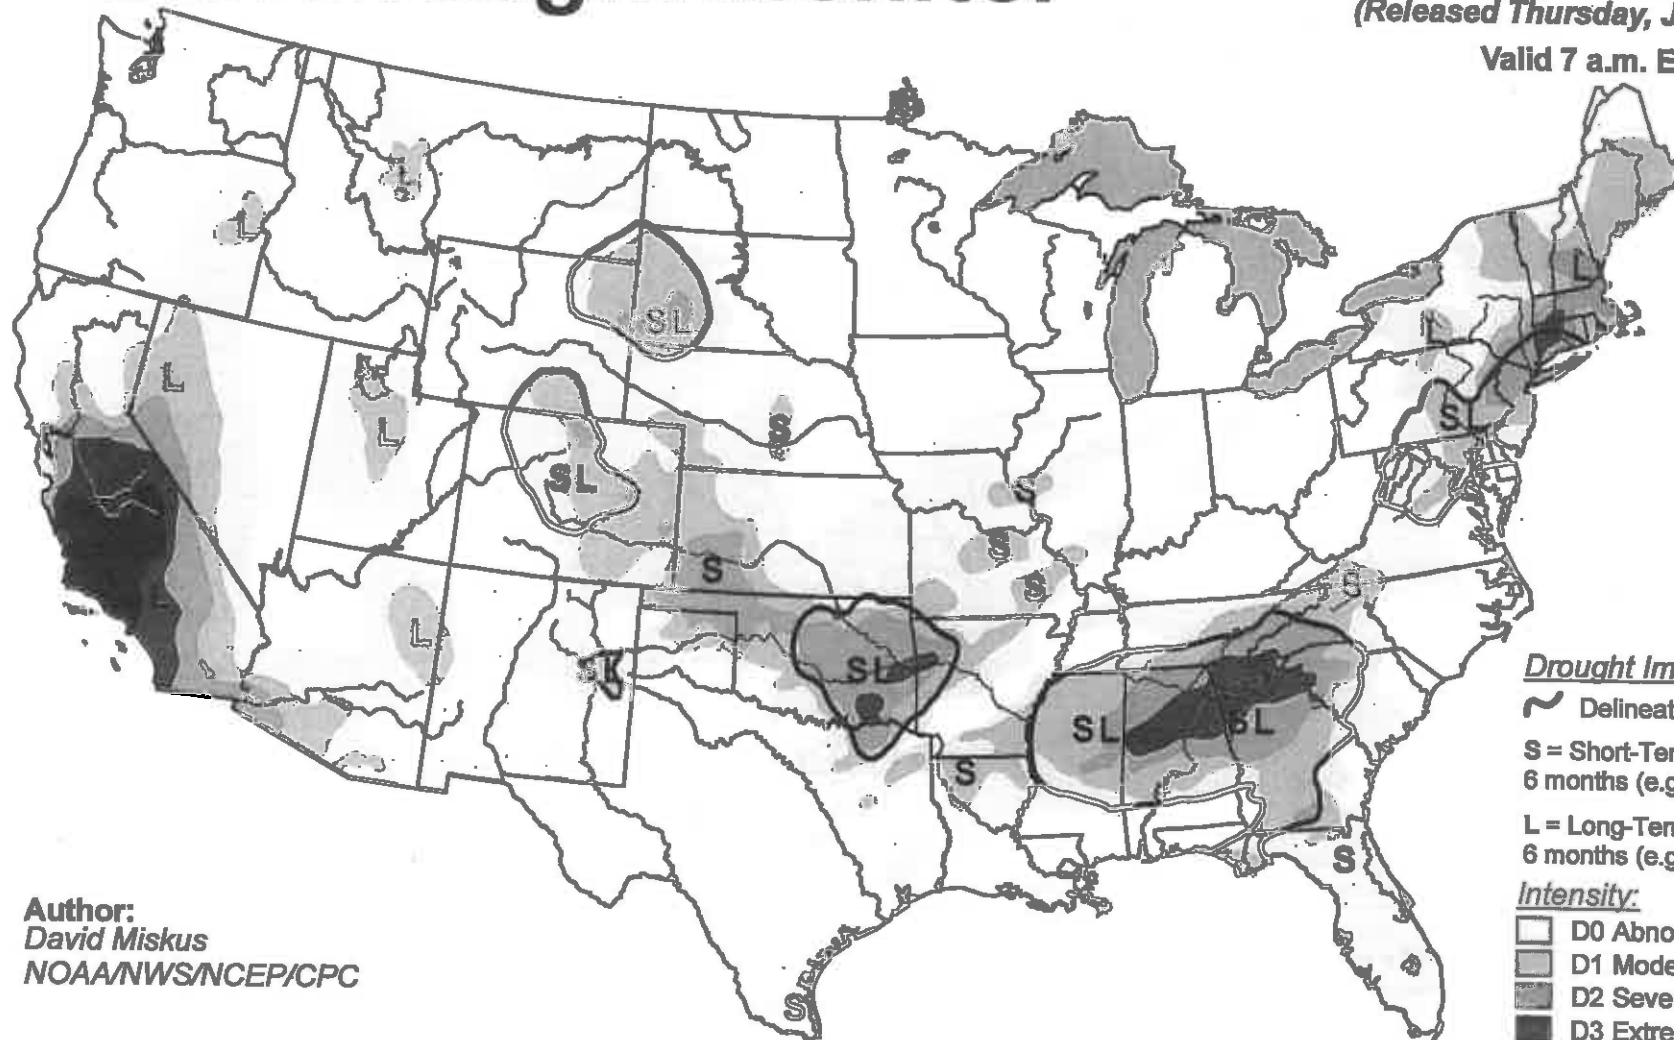 (Released Thursday, J
Valid 7 a.m. E
L
L
SL
L
L
S
L
SL
SL
S
S
S
S
S
L
SL
SL
SL
S
S
Drought Im
Delineat
S = Short-Ter
6 months (e.g
L = Long-Ter
6 months (e.g
Intensity:
D0 Abno
D1 Mode
D2 Seve
D3 Extre
Author:
David Miskus
NOAA/NWS/NCEP/CPC
S